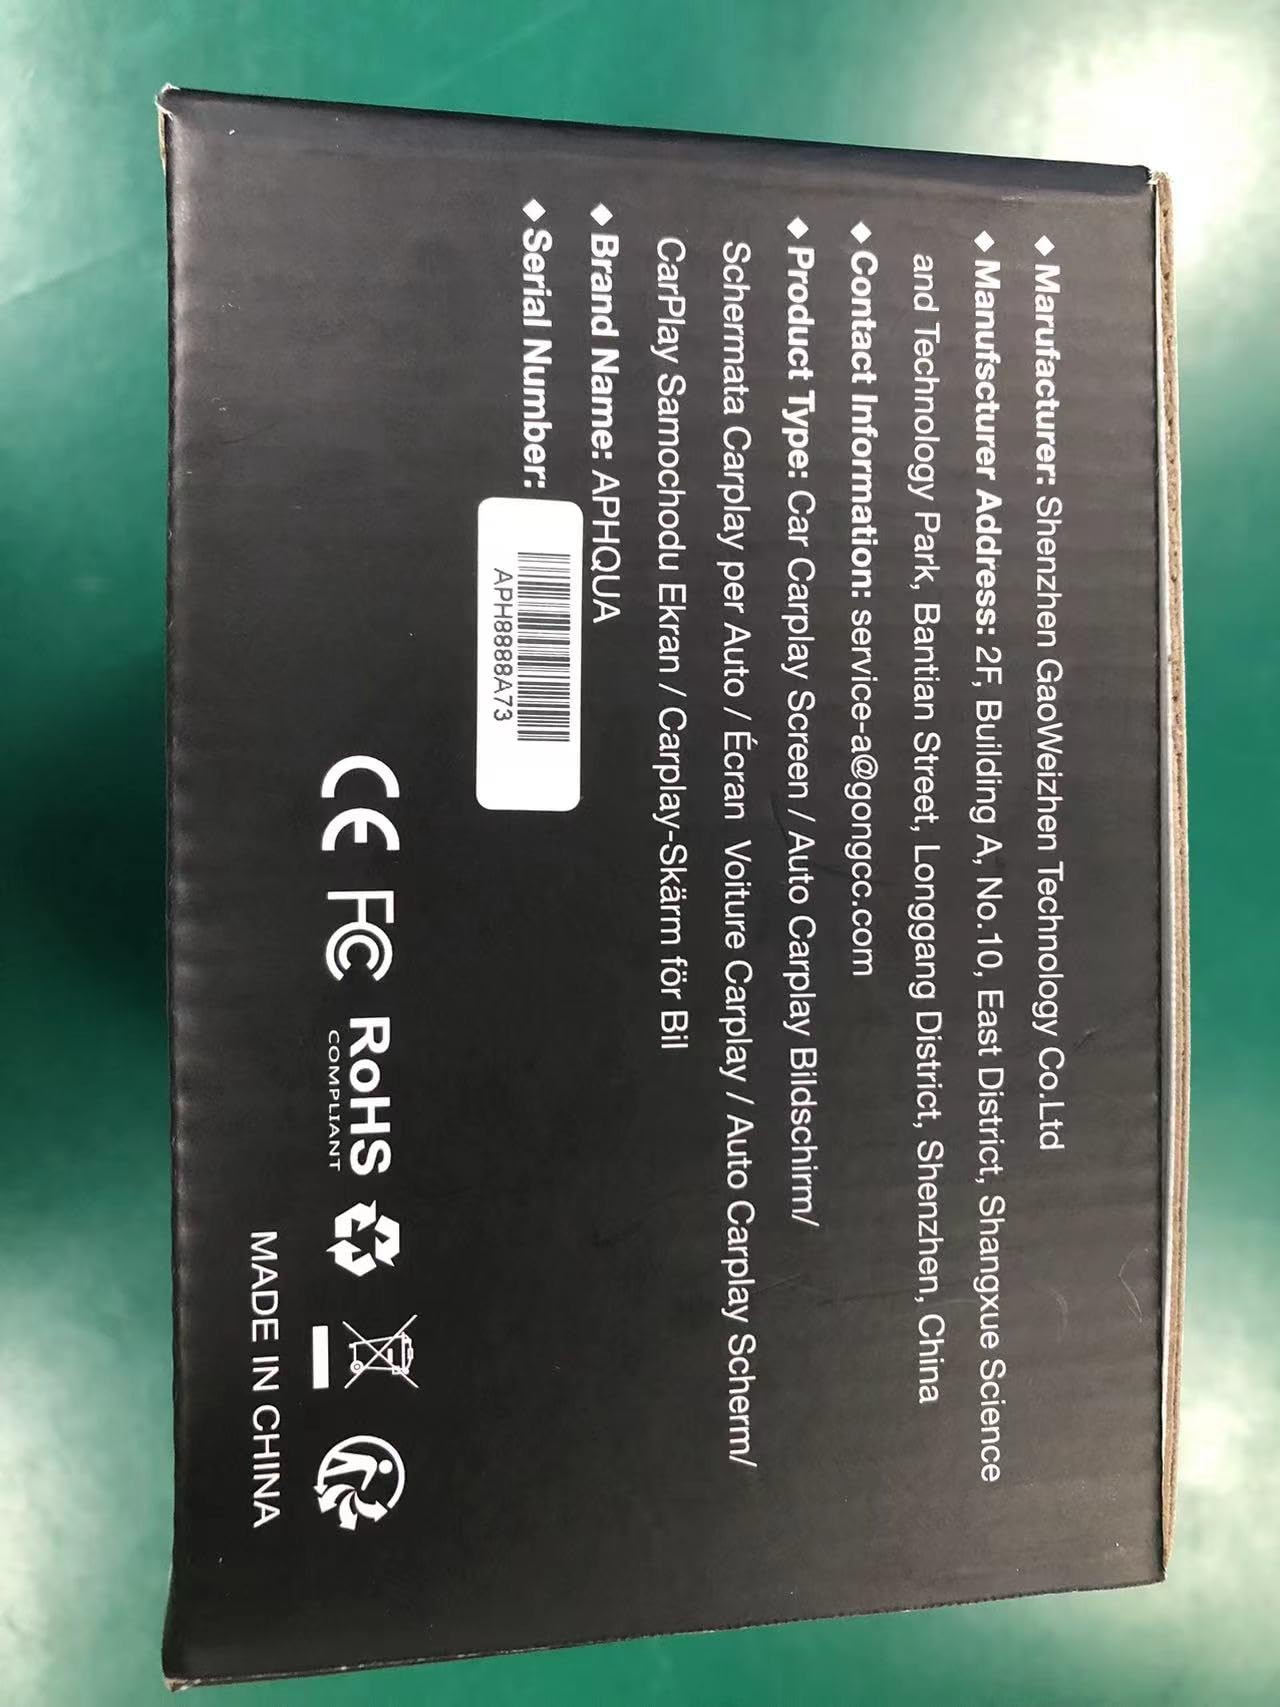 ◆Marufacturer: Shenzhen GaoWeizhen Technology Co.Ltd
◆Manufscturer Address: 2F, Building A, No.10, East District, Shangxue Science
and Technology Park, Bantian Street, Longgang District, Shenzhen, China
◆Contact Information: service-a@gongcc.com
◆Product Type: Car Carplay Screen / Auto Carplay Bildschirm/
Schermata Carplay per Auto / Écran Voiture Carplay / Auto Carplay Scherm/
CarPlay Samochodu Ekran / Carplay-Skärm för Bil
◆Brand Name: APHQUA
◆Serial Number:
APH8888A73
CE FC RoHS
COMPLIANT
MADE IN CHINA